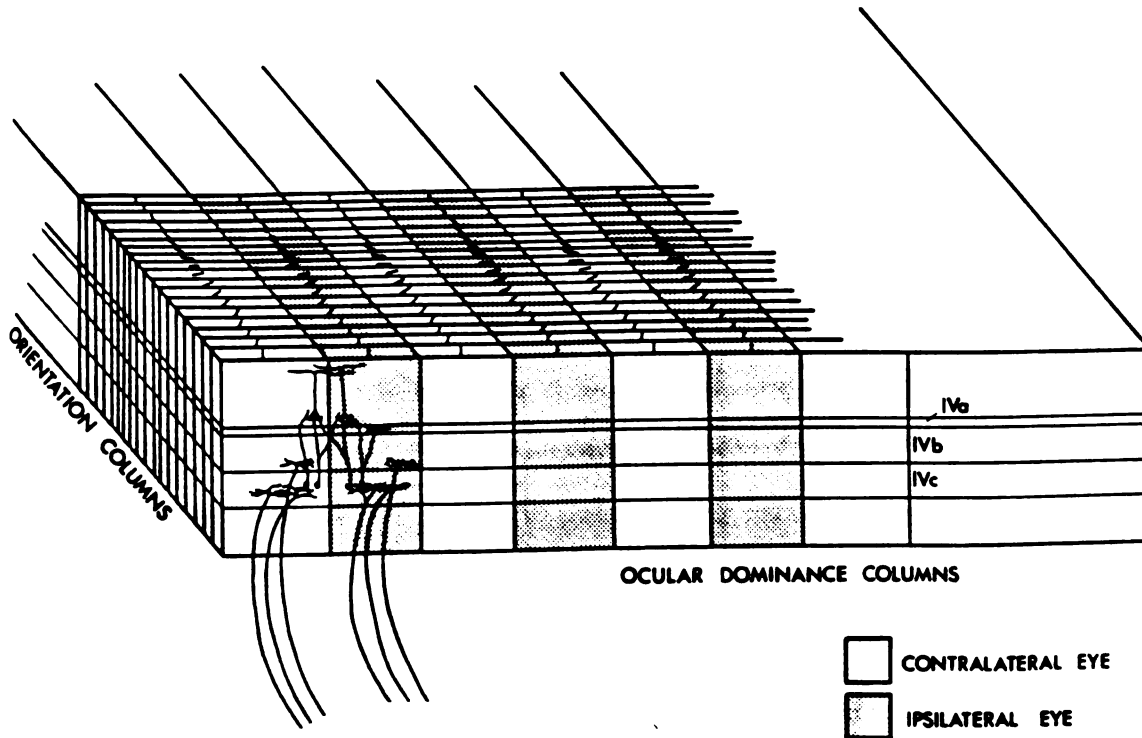 IVa
IVb
IVc
ORIENTATION COLUMNS
OCULAR DOMINANCE COLUMNS
CONTRALATERAL EYE
IPSILATERAL EYE